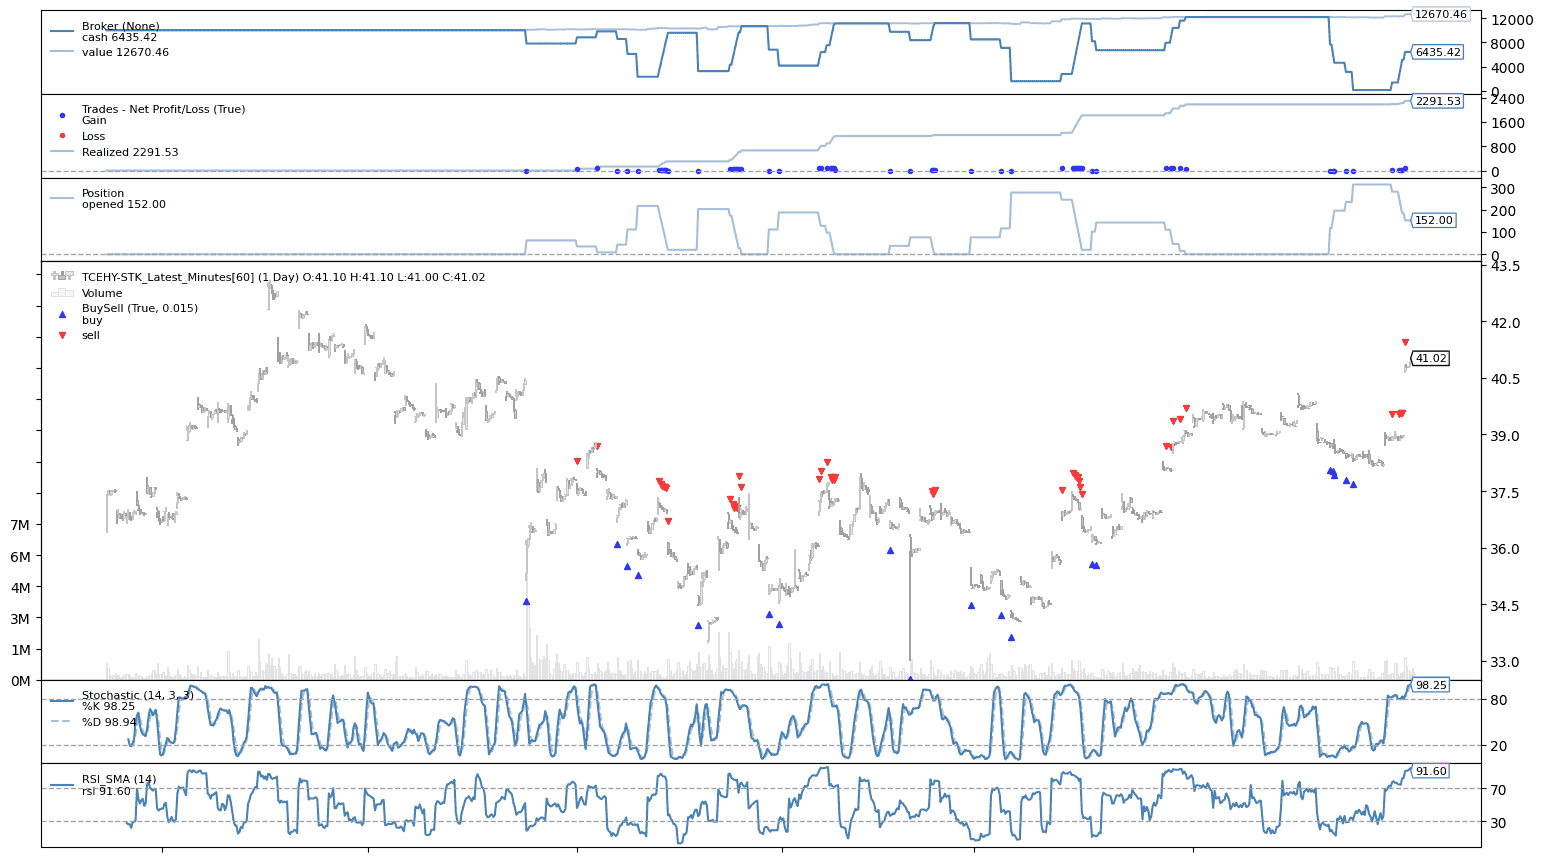 Broker (None)
cash 6435.42
value 12670.46
12670.46
12000
8000
6435.42
4000
0
Trades - Net Profit/Loss (True)
Gain
Loss
Realized 2291.53
2400
2291.53
1600
800
0
Position
opened 152.00
300
200
152.00
100
0
TCEHY-STK_Latest_Minutes[60] (1 Day) O:41.10 H:41.10 L:41.00 C:41.02
Volume
BuySell (True, 0.015)
buy
sell
43.5
42.0
41.02
40.5
39.0
37.5
36.0
34.5
33.0
7M
6M
4M
3M
1M
0M
Stochastic (14, 3, 3)
%K 98.25
%D 98.94
98.25
80
20
RSI_SMA (14)
rsi 91.60
91.60
70
30